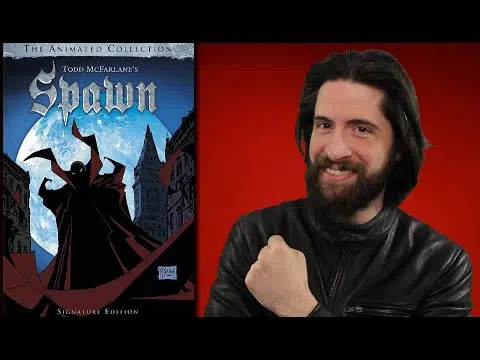 THE ANIMATED COLLECTION
TODD MCFARLANE'S
Spawn
SIGNATURE EDITION